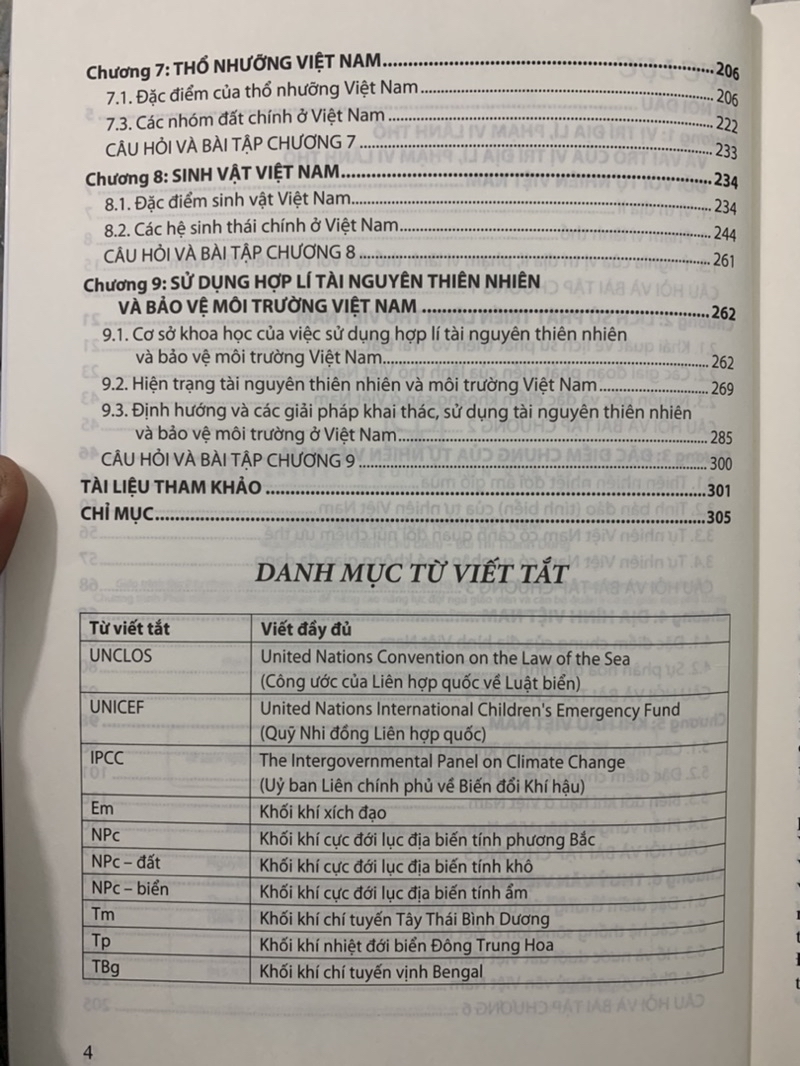 Chương 7: THỔ NHƯỠNG VIỆT NAM........................................206
7.1. Đặc điểm của thổ nhưỡng Việt Nam........................................206
7.3. Các nhóm đất chính ở Việt Nam........................................222
CÂU HỎI VÀ BÀI TẬP CHƯƠNG 7........................................233
Chương 8: SINH VẬT VIỆT NAM........................................234
8.1. Đặc điểm sinh vật Việt Nam........................................234
8.2. Các hệ sinh thái chính ở Việt Nam........................................244
CÂU HỎI VÀ BÀI TẬP CHƯƠNG 8........................................261
Chương 9: SỬ DỤNG HỢP LÍ TÀI NGUYÊN THIÊN NHIÊN
VÀ BẢO VỆ MÔI TRƯỜNG VIỆT NAM........................................262
9.1. Cơ sở khoa học của việc sử dụng hợp lí tài nguyên thiên nhiên
và bảo vệ môi trường Việt Nam........................................262
9.2. Hiện trạng tài nguyên thiên nhiên và môi trường Việt Nam....................269
9.3. Định hướng và các giải pháp khai thác, sử dụng tài nguyên thiên nhiên
và bảo vệ môi trường ở Việt Nam........................................285
CÂU HỎI VÀ BÀI TẬP CHƯƠNG 9........................................300
TÀI LIỆU THAM KHẢO........................................301
CHỈ MỤC........................................305
DANH MỤC TỪ VIẾT TẮT
Từ viết tắt Viết đầy đủ
UNCLOS United Nations Convention on the Law of the Sea
(Công ước của Liên hợp quốc về Luật biển)
UNICEF United Nations International Children's Emergency Fund
(Quỹ Nhi đồng Liên hợp quốc)
IPCC The Intergovernmental Panel on Climate Change
(Uỷ ban Liên chính phủ về Biến đổi Khí hậu)
Em Khối khí xích đạo
NPc Khối khí cực đới lục địa biến tính phương Bắc
NPc – đất Khối khí cực đới lục địa biến tính khô
NPc – biển Khối khí cực đới lục địa biến tính ẩm
Tm Khối khí chí tuyến Tây Thái Bình Dương
Tp Khối khí nhiệt đới biển Đông Trung Hoa
TBg Khối khí chí tuyến vịnh Bengal
4